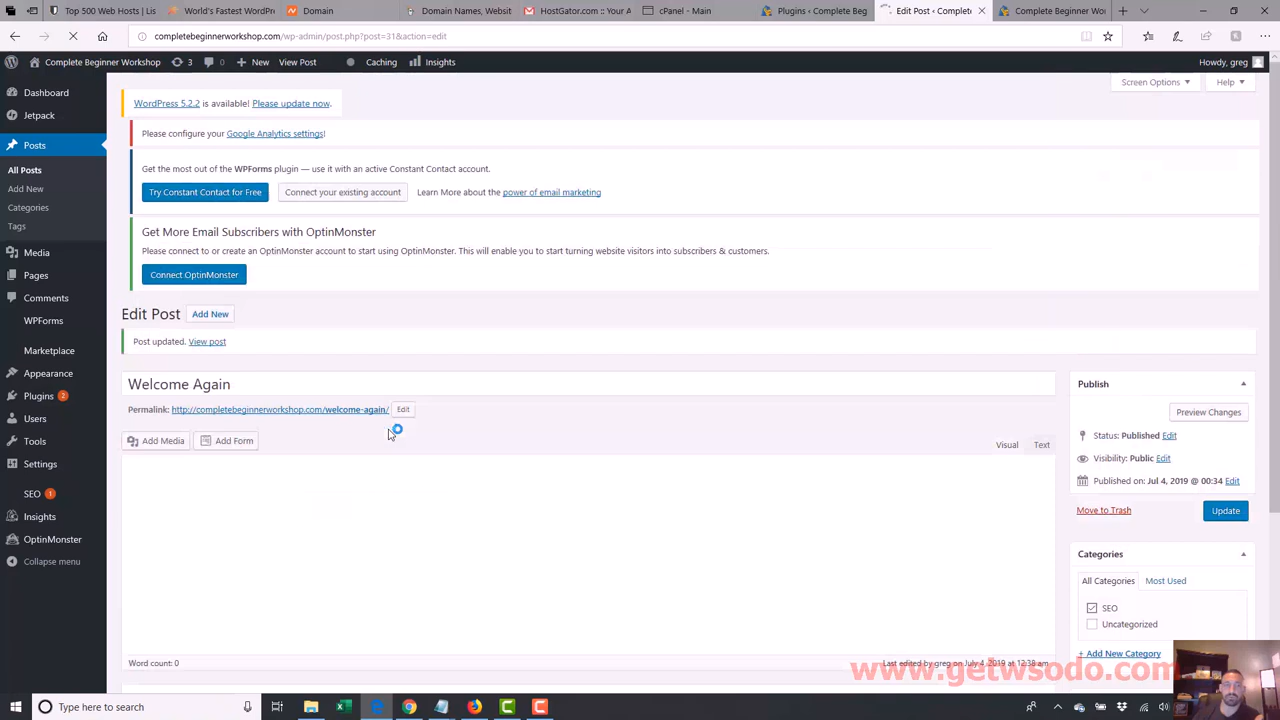 Top 500 Web Hosts
World's Fastest WordPre
Domain
Domain Names, Websit
HostGator.com :: Your A
cPanel - Main
Plugins < Complete Beg
Edit Post < Complete
Complete Beginner Wo
completebeginnerworkshop.com/wp-admin/post.php?post=31&action=edit
Complete Beginner Workshop
3
0
New
View Post
Caching
Insights
Howdy, greg
Screen Options
Help
Dashboard
Jetpack
Posts
All Posts
Add New
Categories
Tags
Media
Pages
Comments
WPForms
Marketplace
Appearance
Plugins 2
Users
Tools
Settings
SEO 1
Insights
OptinMonster
Collapse menu
WordPress 5.2.2 is available! Please update now.
Please configure your Google Analytics settings!
Get the most out of the WPForms plugin — use it with an active Constant Contact account.
Try Constant Contact for Free
Connect your existing account
Learn More about the power of email marketing
Get More Email Subscribers with OptinMonster
Please connect to or create an OptinMonster account to start using OptinMonster. This will enable you to start turning website visitors into subscribers & customers.
Connect OptinMonster
Edit Post
Add New
Post updated. View post
Welcome Again
Permalink: http://completebeginnerworkshop.com/welcome-again/
Edit
Add Media
Add Form
Visual
Text
Word count: 0
Last edited by greg on July 4, 2019 at 12:38 am
Publish
Preview Changes
Status: Published Edit
Visibility: Public Edit
Published on: Jul 4, 2019 @ 00:34 Edit
Move to Trash
Update
Categories
All Categories
Most Used
SEO
Uncategorized
+ Add New Category
www.getwsodo.com
Type here to search